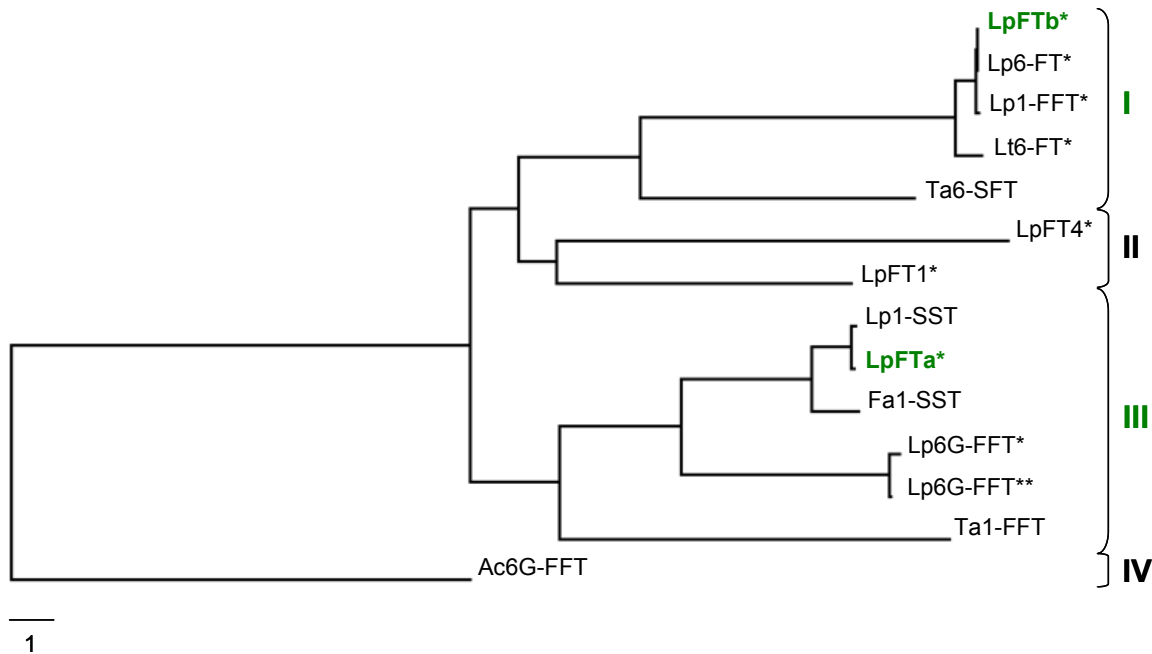 LpFTb*
Lp6-FT*
Lp1-FFT*
I
Lt6-FT*
Ta6-SFT
LpFT4*
II
LpFT1*
Lp1-SST
LpFTa*
Fa1-SST
III
Lp6G-FFT*
Lp6G-FFT**
Ta1-FFT
Ac6G-FFT
IV
1